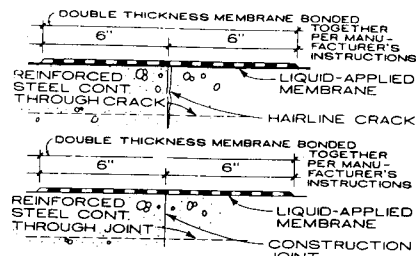 DOUBLE THICKNESS MEMBRANE BONDED
TOGETHER
PER MANU-
FACTURER'S
INSTRUCTIONS
6" 6"
REINFORCED
STEEL CONT.
THROUGH CRACK
LIQUID-APPLIED
MEMBRANE
HAIRLINE CRACK
DOUBLE THICKNESS MEMBRANE BONDED
TOGETHER
PER MANU-
FACTURER'S
INSTRUCTIONS
6" 6"
REINFORCED
STEEL CONT.
THROUGH JOINT
LIQUID-APPLIED
MEMBRANE
CONSTRUCTION
JOINT